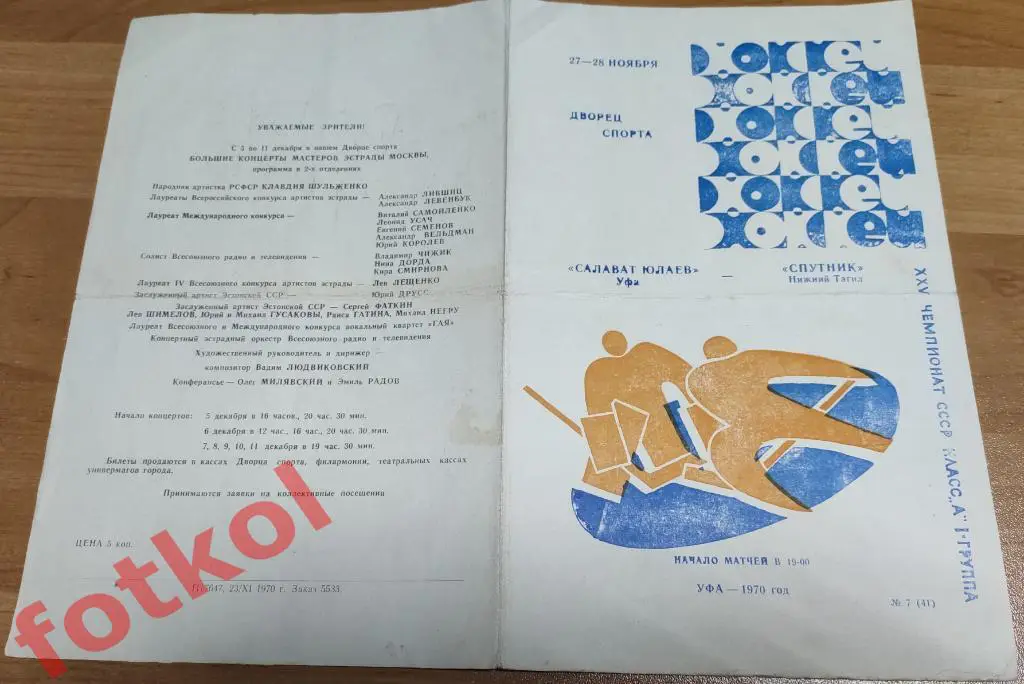 УВАЖАЕМЫЕ ЗРИТЕЛИ!
С 5 по 11 декабря в нашем Дворце спорта
БОЛЬШИЕ КОНЦЕРТЫ МАСТЕРОВ ЭСТРАДЫ МОСКВЫ,
программа в 2-х отделениях
Народная артистка РСФСР КЛАВДИЯ ШУЛЬЖЕНКО
Лауреаты Всероссийского конкурса артистов эстрады — Александр ЛИВШИЦ
Александр ЛЕВЕНБУК
Лауреат Международного конкурса — Виталий САМОЙЛЕНКО
Леонид УСАЧ
Евгений СЕМЕНОВ
Александр ВЕЛЬДМАН
Юрий КОРОЛЕВ
Солист Всесоюзного радио и телевидения — Владимир ЧИЖИК
Нина ДОРДА
Кира СМИРНОВА
Лауреат IV Всесоюзного конкурса артистов эстрады — Лев ЛЕЩЕНКО
Заслуженный артист Эстонской ССР — Юрий ДРУСС
Заслуженный артист Эстонской ССР — Сергей ФАТКИН
Лев ШИМЕЛОВ, Юрий и Михаил ГУСАКОВЫ, Раиса ГАТИНА, Михаил НЕГРУ
Лауреат Всесоюзного и Международного конкурса вокальный квартет «ГАЯ»
Концертный эстрадный оркестр Всесоюзного радио и телевидения
Художественный руководитель и дирижер —
композитор Вадим ЛЮДВИКОВСКИЙ
Конферансье — Олег МИЛЯВСКИЙ и Эмиль РАДОВ
Начало концертов: 5 декабря в 16 часов, 20 час. 30 мин.
6 декабря в 12 час., 16 час., 20 час. 30 мин.
7, 8, 9, 10, 11 декабря в 19 час. 30 мин.
Билеты продаются в кассах Дворца спорта, филармонии, театральных кассах
универмагов города.
Принимаются заявки на коллективные посещения
ЦЕНА 5 коп.
23/XI 1970 г. Заказ 5533.
27—28 НОЯБРЯ
ДВОРЕЦ
СПОРТА
Хоккей
Хоккей
Хоккей
Хоккей
Хоккей
Хоккей
«САЛАВАТ ЮЛАЕВ» — «СПУТНИК»
Уфа Нижний Тагил
XXV ЧЕМПИОНАТ СССР КЛАСС „А" I-ГРУППА
НАЧАЛО МАТЧЕЙ В 19-00
УФА — 1970 год
№ 7 (41)
fotkol